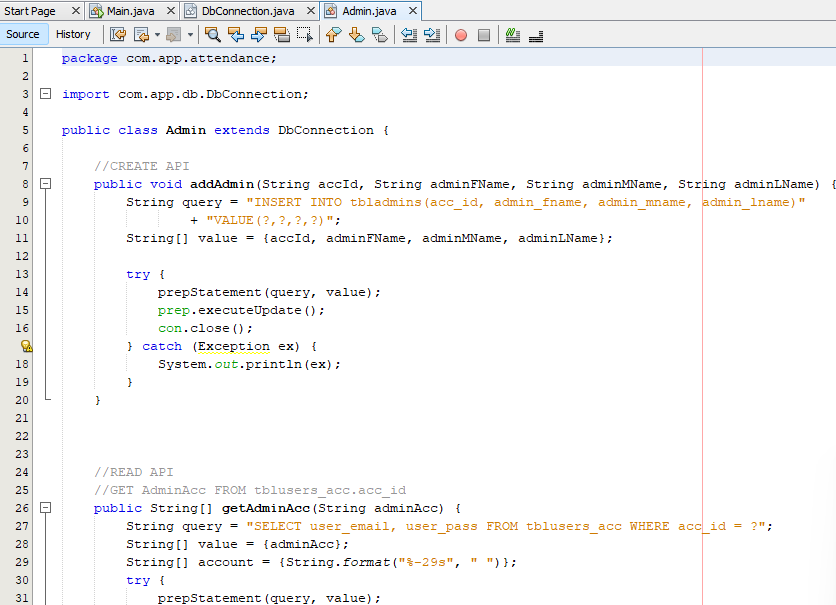 Start Page Main.java DbConnection.java Admin.java
Source History
1 package com.app.attendance;
2
3 import com.app.db.DbConnection;
4
5 public class Admin extends DbConnection {
6
7 //CREATE API
8 public void addAdmin(String accId, String adminFName, String adminMName, String adminLName) {
9 String query = "INSERT INTO tbladmins(acc_id, admin_fname, admin_mname, admin_lname)"
10 + "VALUE(?,?,?,?)";
11 String[] value = {accId, adminFName, adminMName, adminLName};
12
13 try {
14 prepStatement(query, value);
15 prep.executeUpdate();
16 con.close();
} catch (Exception ex) {
18 System.out.println(ex);
19 }
20 }
21
22
23
24 //READ API
25 //GET AdminAcc FROM tblusers_acc.acc_id
26 public String[] getAdminAcc(String adminAcc) {
27 String query = "SELECT user_email, user_pass FROM tblusers_acc WHERE acc_id = ?";
28 String[] value = {adminAcc};
29 String[] account = {String.format("%-29s", " ")};
30 try {
31 prepStatement(query, value);